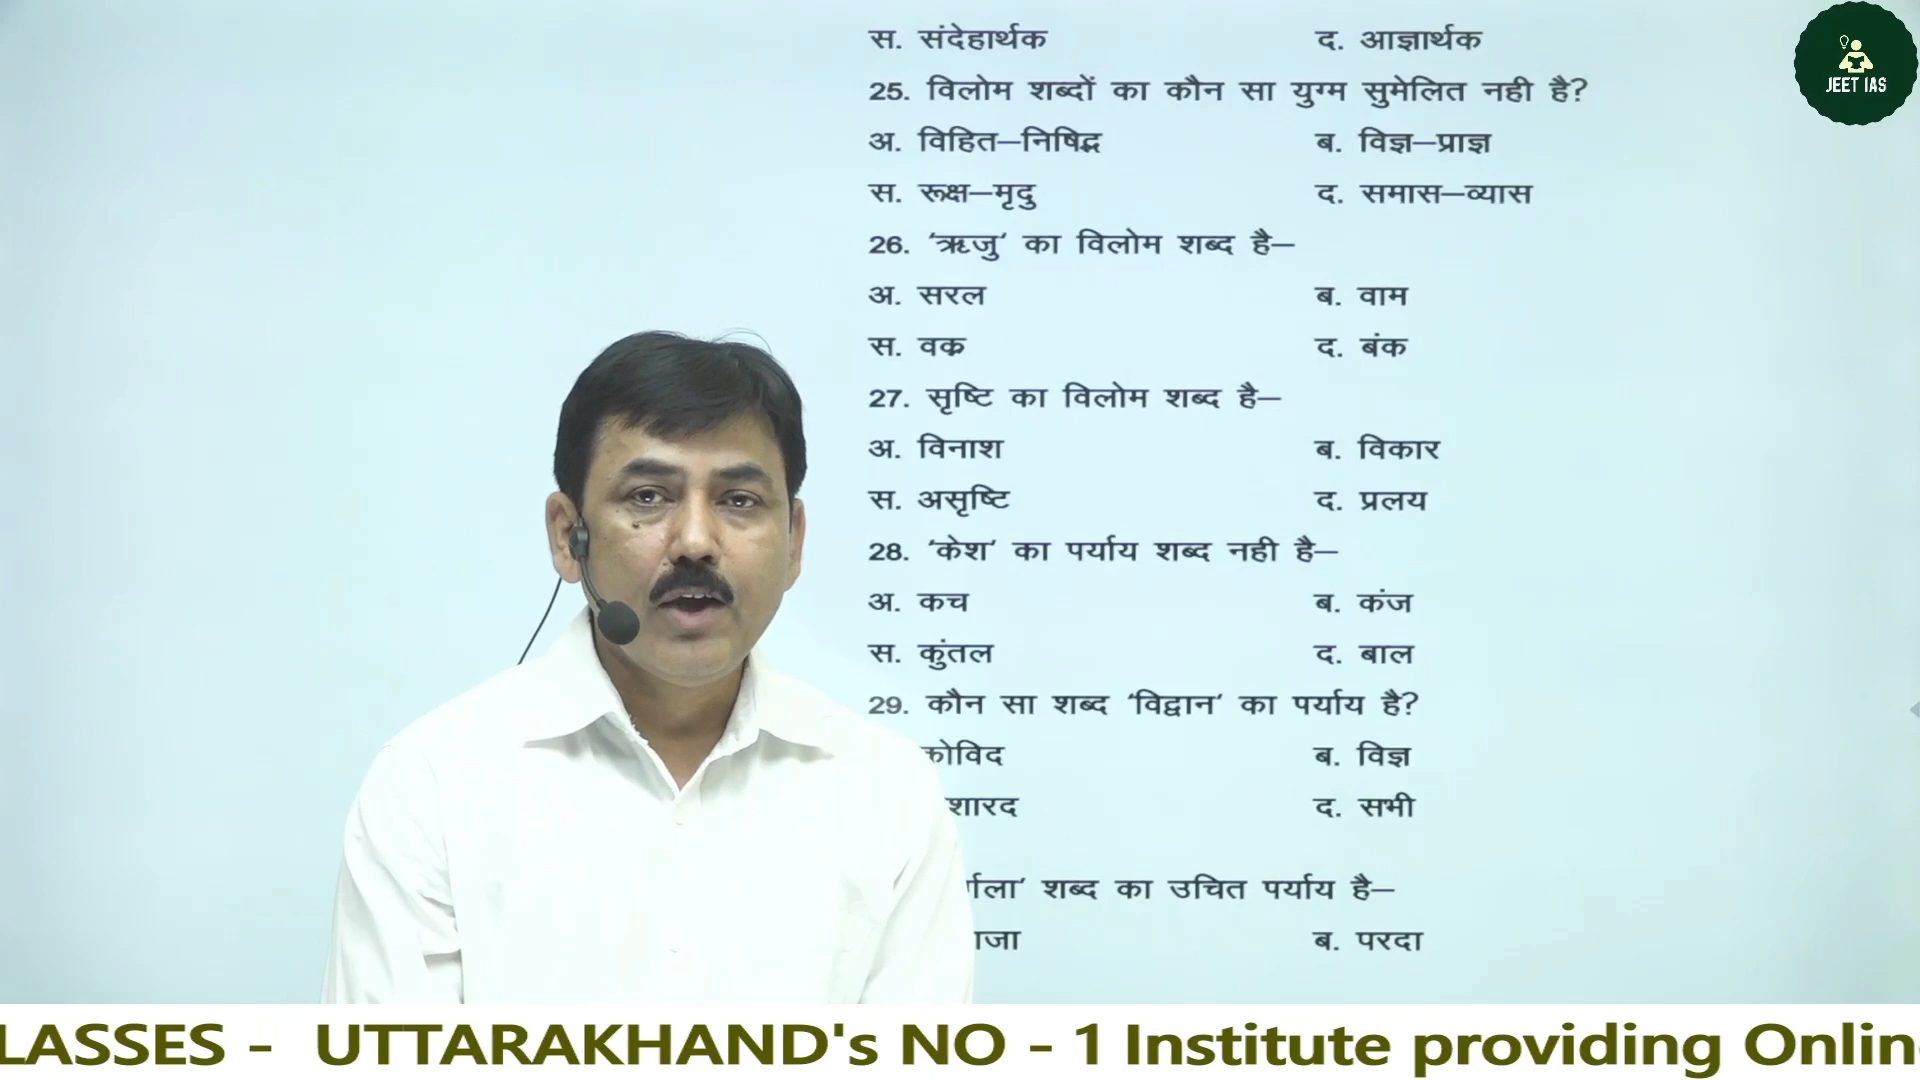 स. संदेहार्थक द. आज्ञार्थक
25. विलोम शब्दों का कौन सा युग्म सुमेलित नही है?
अ. विहित–निषिद्ध ब. विज्ञ–प्राज्ञ
स. रूक्ष–मृदु द. समास–व्यास
26. ‘ऋजु’ का विलोम शब्द है–
अ. सरल ब. वाम
स. वक्र द. बंक
27. सृष्टि का विलोम शब्द है–
अ. विनाश ब. विकार
स. असृष्टि द. प्रलय
28. ‘केश’ का पर्याय शब्द नही है–
अ. कच ब. कंज
स. कुंतल द. बाल
29. कौन सा शब्द ‘विद्वान’ का पर्याय है?
कोविद ब. विज्ञ
शारद द. सभी
शब्द का उचित पर्याय है–
ब. परदा
JEET IAS
LASSES - UTTARAKHAND's NO - 1 Institute providing Onlin